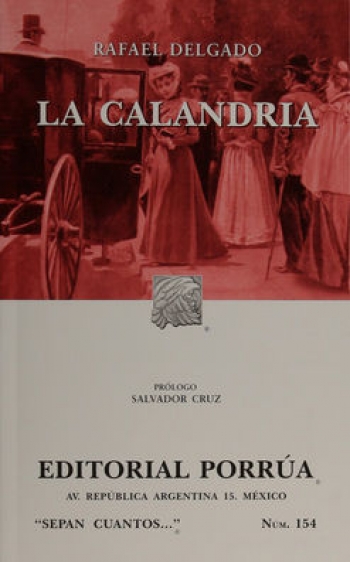 RAFAEL DELGADO
LA CALANDRIA
®
PRÓLOGO
SALVADOR CRUZ
EDITORIAL PORRÚA®
AV. REPÚBLICA ARGENTINA 15. MÉXICO
“SEPAN CUANTOS...”® NÚM. 154